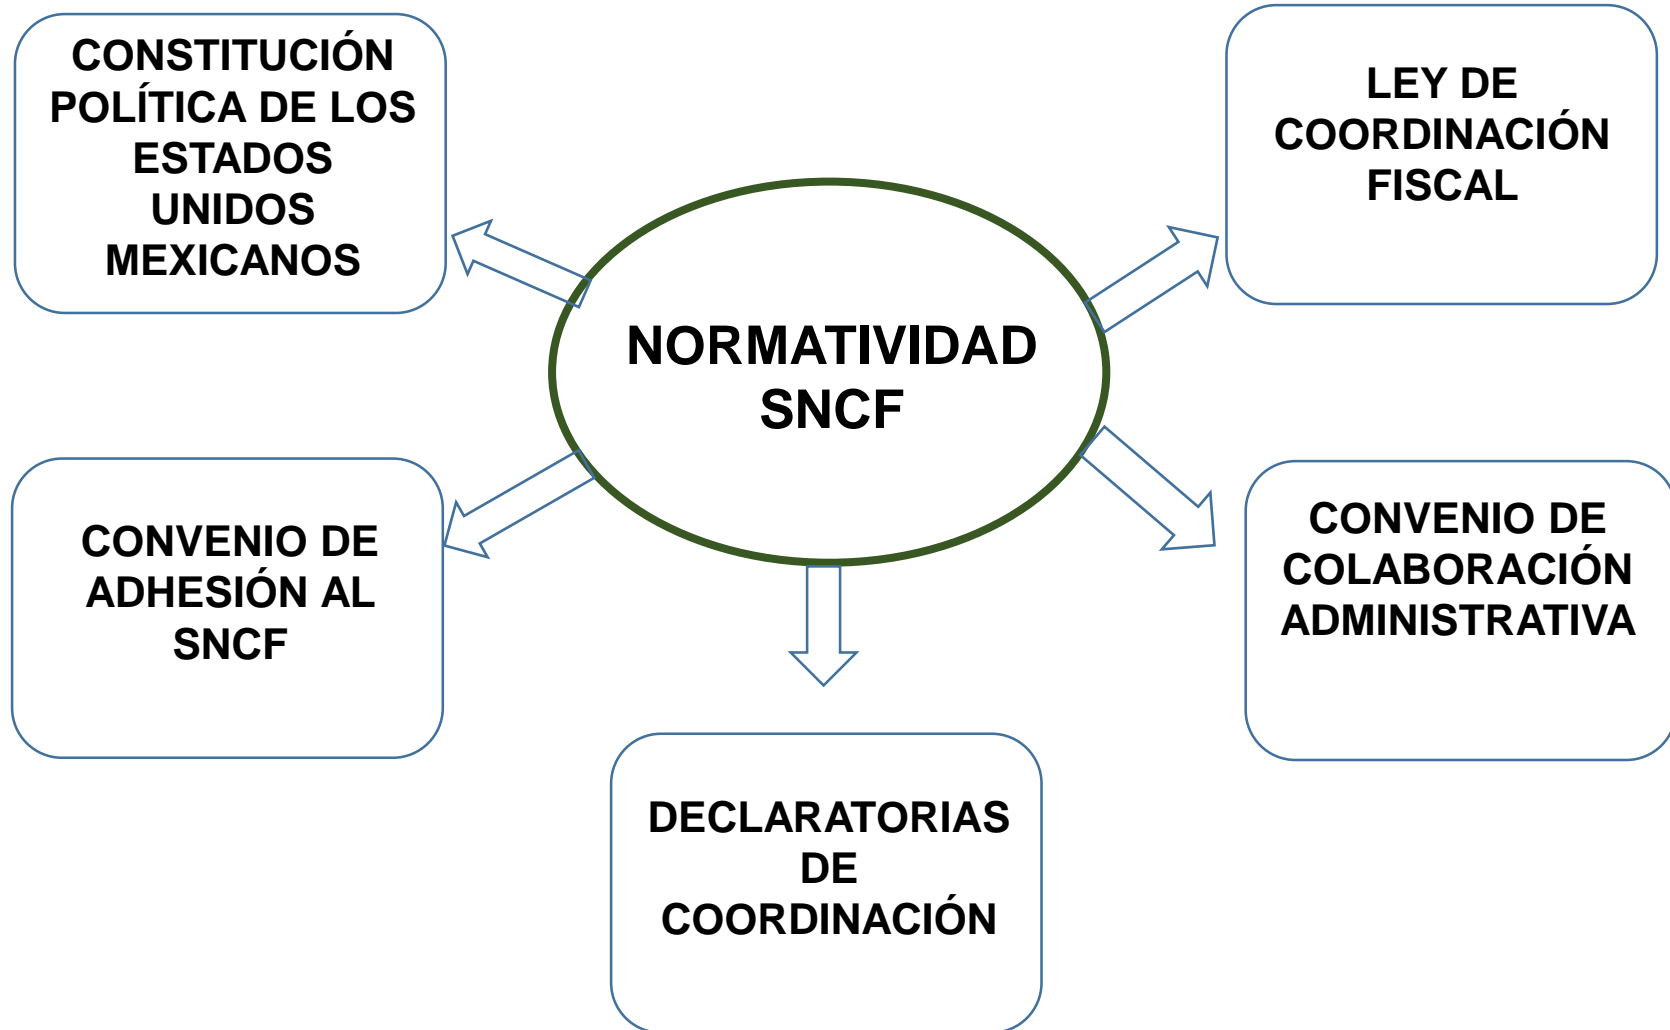 CONSTITUCIÓN
POLÍTICA DE LOS
ESTADOS
UNIDOS
MEXICANOS
LEY DE
COORDINACIÓN
FISCAL
NORMATIVIDAD
SNCF
CONVENIO DE
ADHESIÓN AL
SNCF
CONVENIO DE
COLABORACIÓN
ADMINISTRATIVA
DECLARATORIAS
DE
COORDINACIÓN